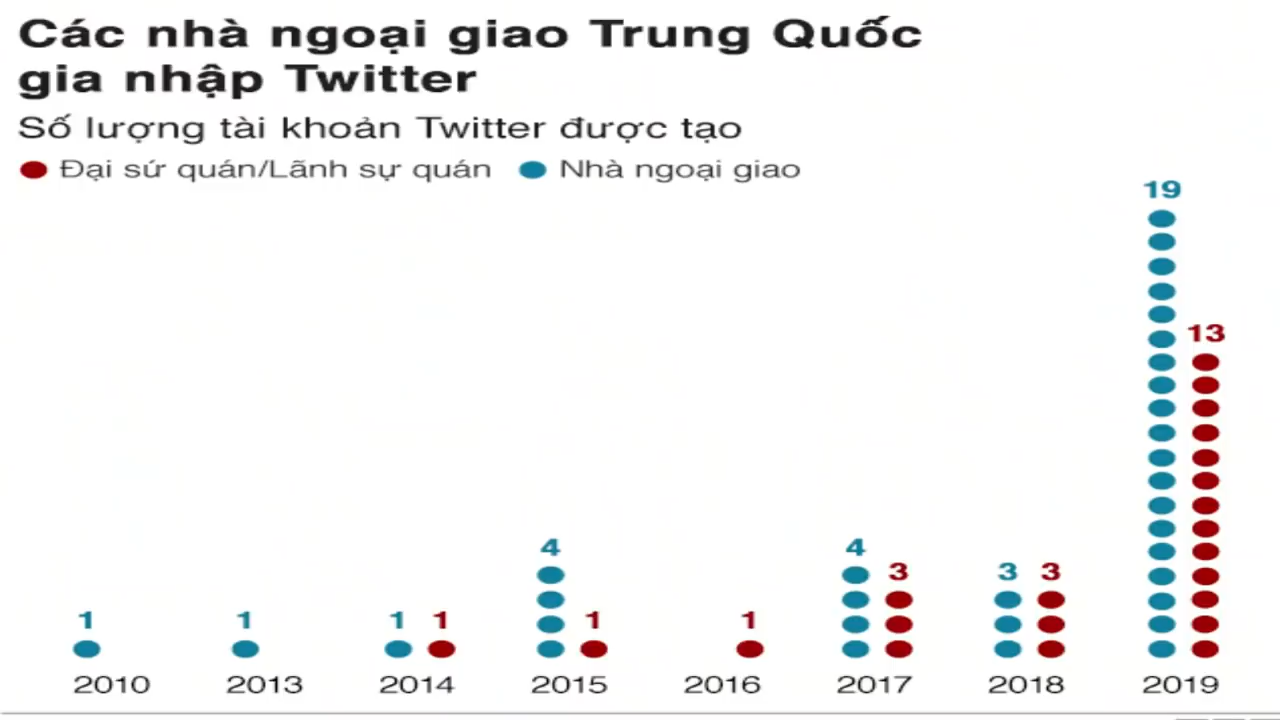 Các nhà ngoại giao Trung Quốc
gia nhập Twitter
Số lượng tài khoản Twitter được tạo
Đại sứ quán/Lãnh sự quán Nhà ngoại giao
19
13
4 4 3 3 3
1 1 1 1 1 1
2010 2013 2014 2015 2016 2017 2018 2019